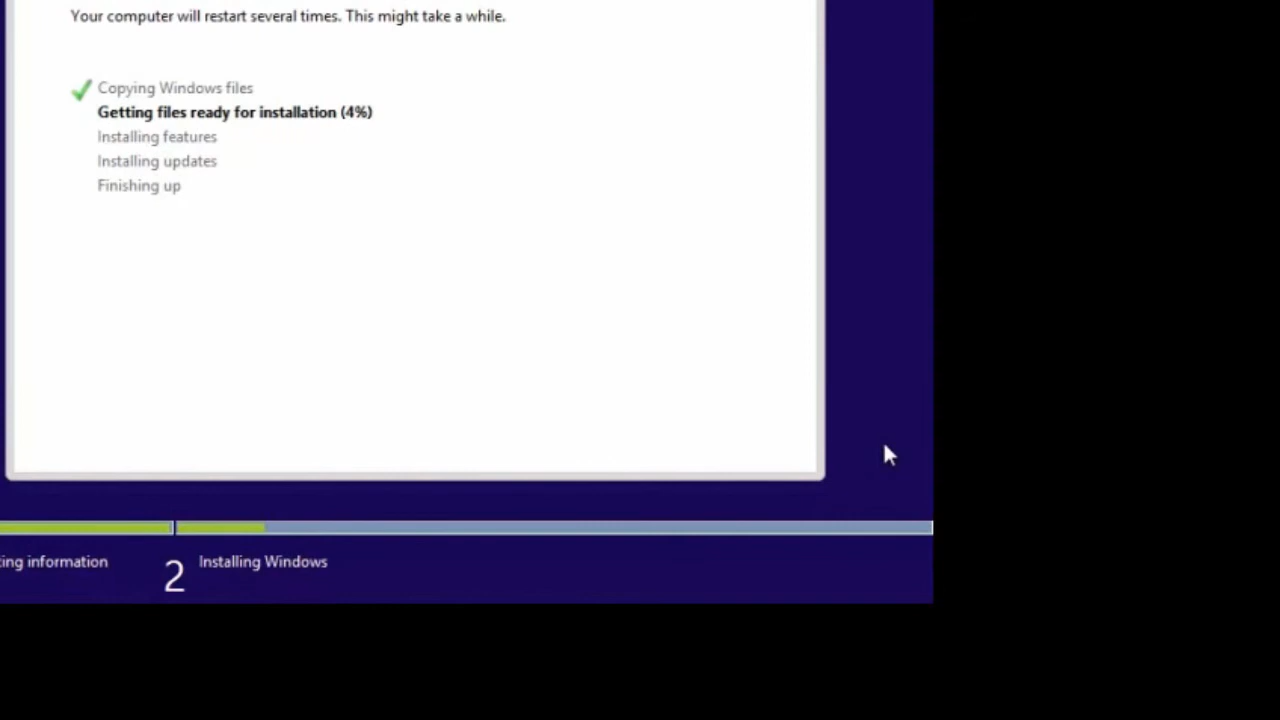 Your computer will restart several times. This might take a while.
Copying Windows files
Getting files ready for installation (4%)
Installing features
Installing updates
Finishing up
ing information
2 Installing Windows